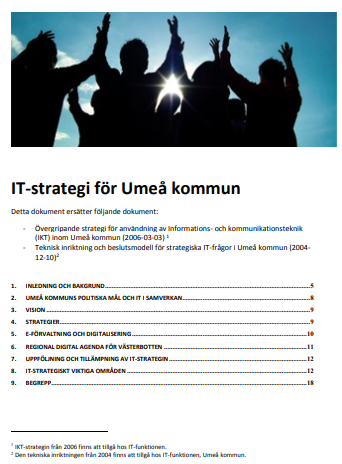 IT-strategi för Umeå kommun
Detta dokument ersätter följande dokument:
- Övergripande strategi för användning av Informations- och kommunikationsteknik
(IKT) inom Umeå kommun (2006-03-03) 1
- Teknisk inriktning och beslutsmodell för strategiska IT-frågor i Umeå kommun (2004-
12-10)2
1. INLEDNING OCH BAKGRUND 5
2. UMEÅ KOMMUNS POLITISKA MÅL OCH IT I SAMVERKAN 8
3. VISION 9
4. STRATEGIER 9
5. E-FÖRVALTNING OCH DIGITALISERING 10
6. REGIONAL DIGITAL AGENDA FÖR VÄSTERBOTTEN 11
7. UPPFÖLJNING OCH TILLÄMPNING AV IT-STRATEGIN 12
8. IT-STRATEGISKT VIKTIGA OMRÅDEN 12
9. BEGREPP 18
1 IKT-strategin från 2006 finns att tillgå hos IT-funktionen.
2 Den tekniska inriktningen från 2004 finns att tillgå hos IT-funktionen, Umeå kommun.